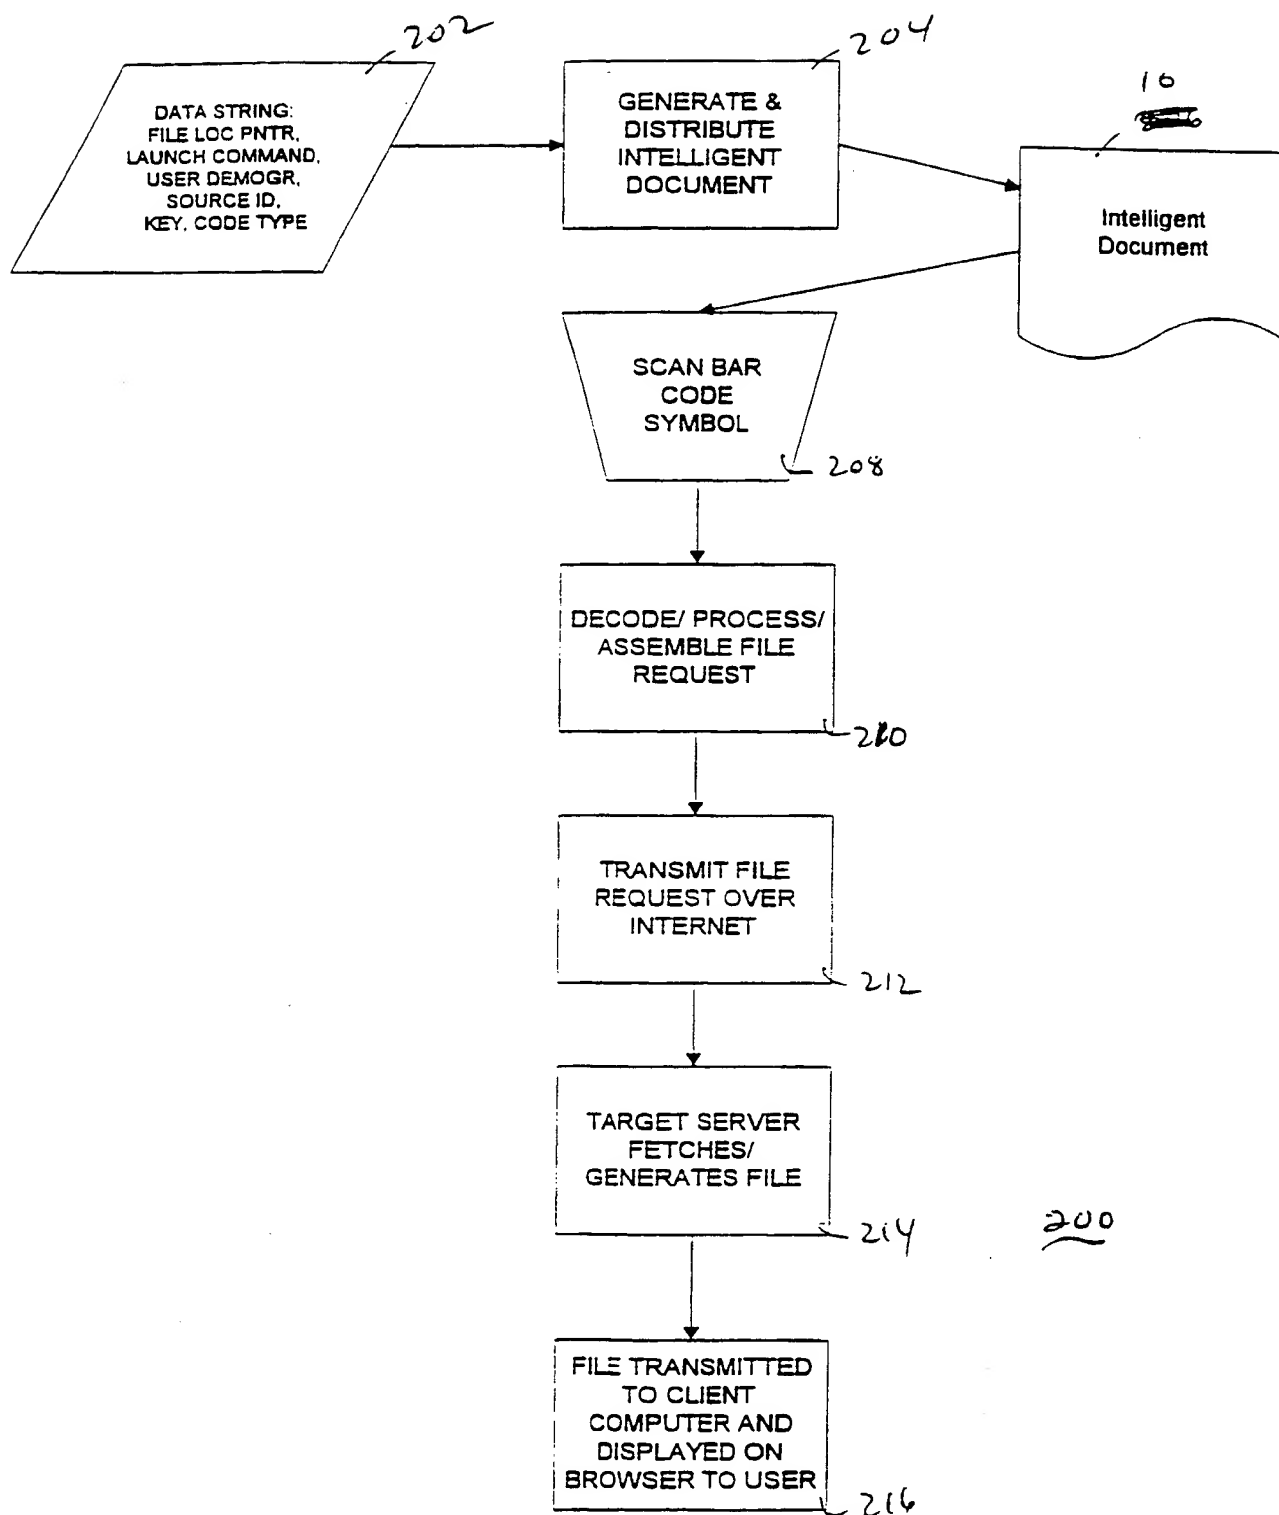 202
DATA STRING:
FILE LOC PNTR,
LAUNCH COMMAND,
USER DEMOGR,
SOURCE ID,
KEY, CODE TYPE
204
GENERATE &
DISTRIBUTE
INTELLIGENT
DOCUMENT
10
Intelligent
Document
SCAN BAR
CODE
SYMBOL
208
DECODE/ PROCESS/
ASSEMBLE FILE
REQUEST
210
TRANSMIT FILE
REQUEST OVER
INTERNET
212
TARGET SERVER
FETCHES/
GENERATES FILE
214
200
FILE TRANSMITTED
TO CLIENT
COMPUTER AND
DISPLAYED ON
BROWSER TO USER
216